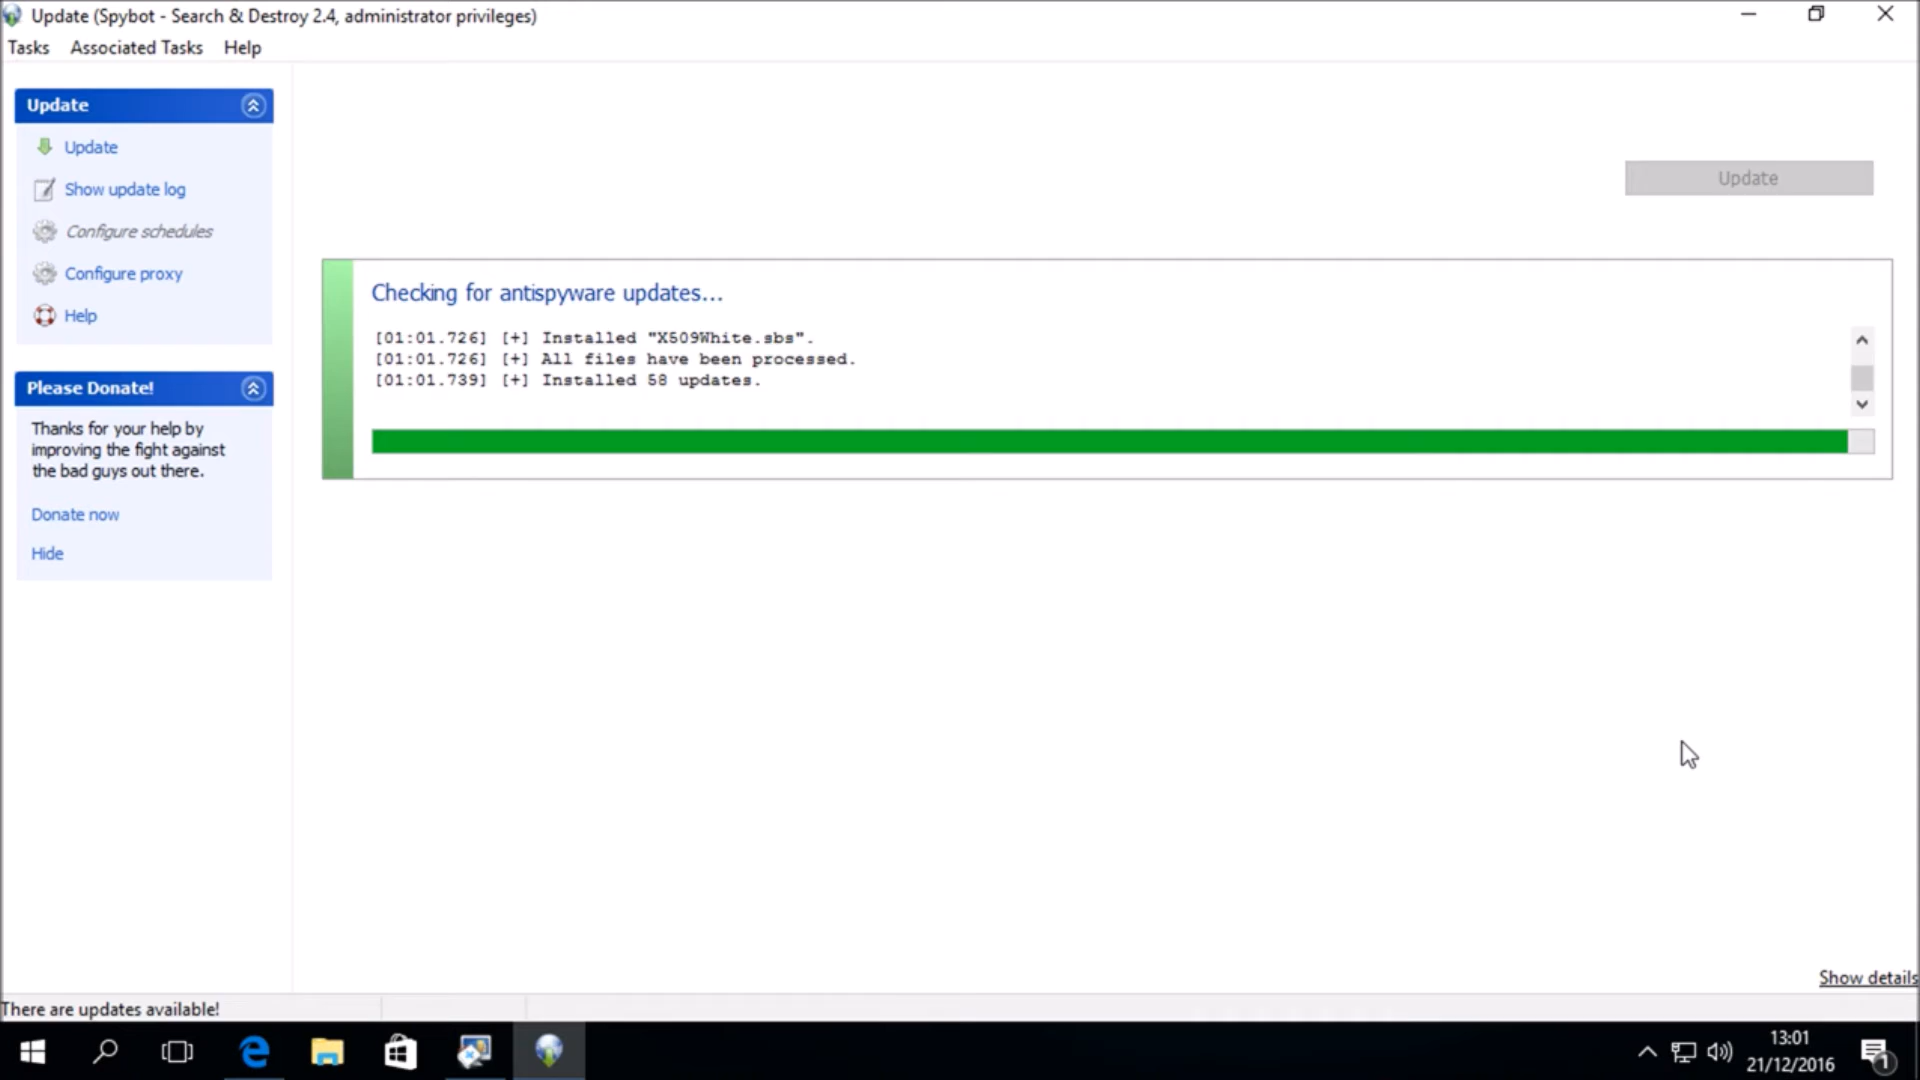 Update (Spybot - Search & Destroy 2.4, administrator privileges)
Tasks Associated Tasks Help
Update
Update
Show update log
Configure schedules
Configure proxy
Help
Please Donate!
Thanks for your help by
improving the fight against
the bad guys out there.
Donate now
Hide
Update
Checking for antispyware updates...
[01:01.726] [+] Installed "X509White.sbs".
[01:01.726] [+] All files have been processed.
[01:01.739] [+] Installed 58 updates.
Show details
There are updates available!
13:01
21/12/2016
1